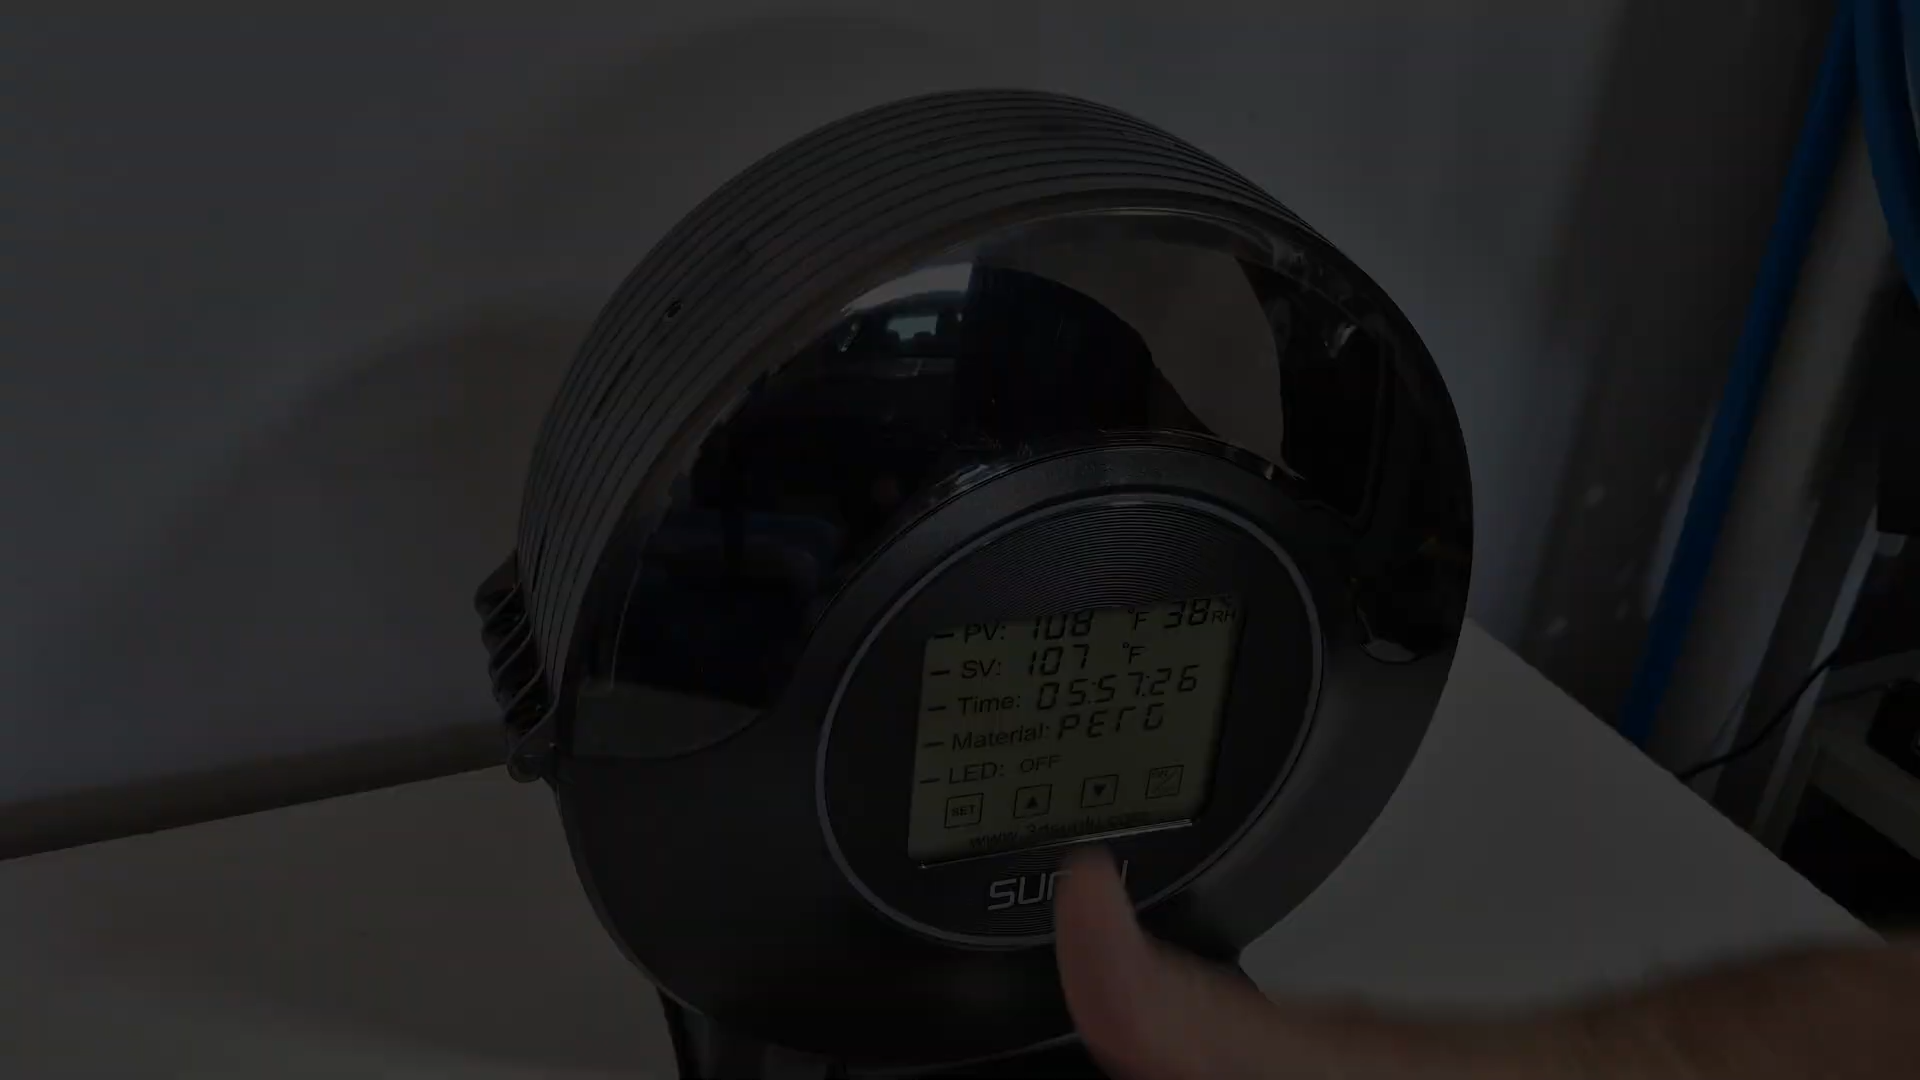 PV: 108 °F 38%RH
SV: 107 °F
Time: 05:57:26
Material: PETG
LED: OFF
SET ▲ ▼